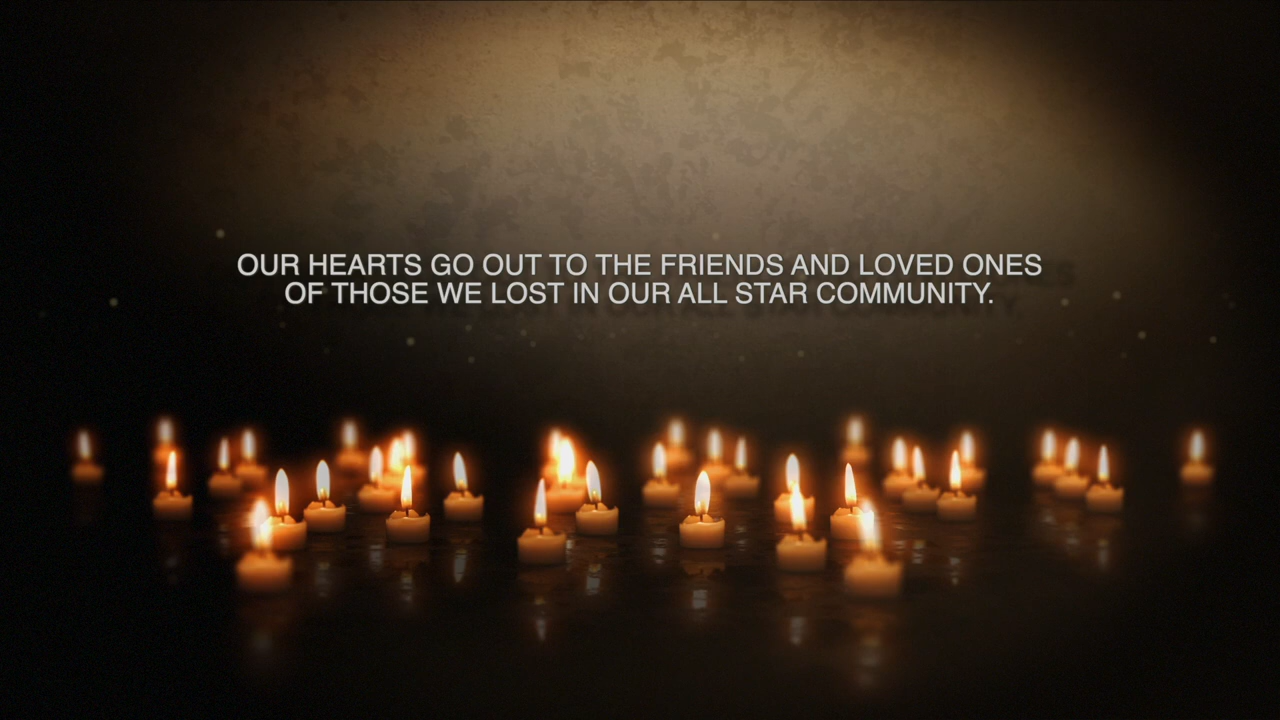 OUR HEARTS GO OUT TO THE FRIENDS AND LOVED ONES
OF THOSE WE LOST IN OUR ALL STAR COMMUNITY.